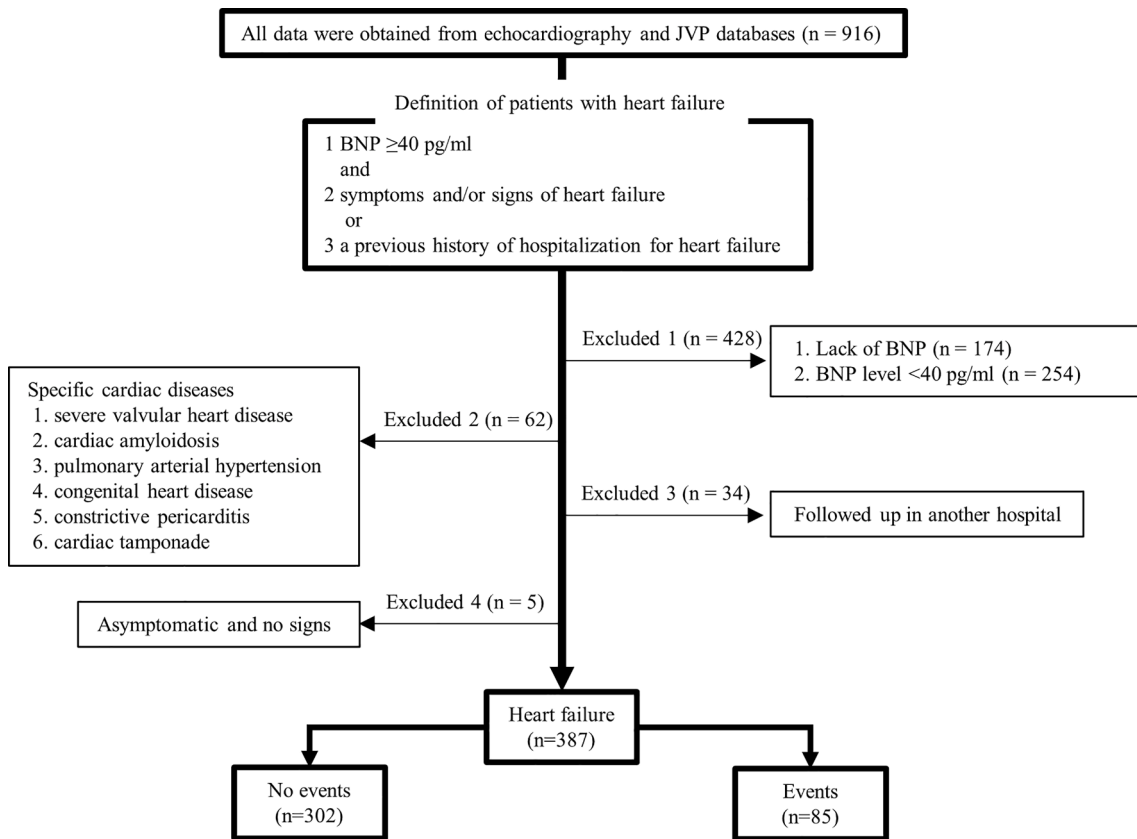 All data were obtained from echocardiography and JVP databases (n = 916)
Definition of patients with heart failure
1 BNP ≥40 pg/ml
and
2 symptoms and/or signs of heart failure
or
3 a previous history of hospitalization for heart failure
Excluded 1 (n = 428)
1. Lack of BNP (n = 174)
2. BNP level <40 pg/ml (n = 254)
Specific cardiac diseases
1. severe valvular heart disease
2. cardiac amyloidosis
3. pulmonary arterial hypertension
4. congenital heart disease
5. constrictive pericarditis
6. cardiac tamponade
Excluded 2 (n = 62)
Excluded 3 (n = 34)
Followed up in another hospital
Excluded 4 (n = 5)
Asymptomatic and no signs
Heart failure
(n=387)
No events
(n=302)
Events
(n=85)